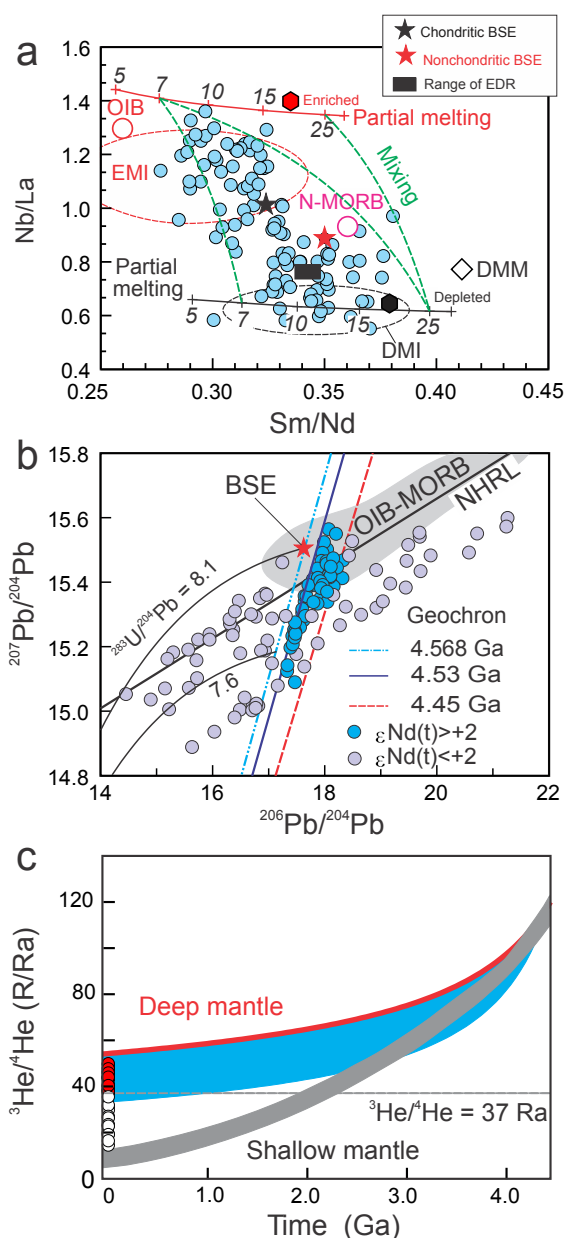 a
Chondritic BSE
Nonchondritic BSE
Range of EDR
1.6
1.4
1.2
1.0
0.8
0.6
0.4
Nb/La
5
7
10
15
25
Enriched
Partial melting
OIB
EMI
Mixing
N-MORB
DMM
Partial
melting
5
7
10
15
25
Depleted
DMI
0.25
0.30
0.35
0.40
0.45
Sm/Nd
b
15.8
15.6
15.4
15.2
15.0
14.8
²⁰⁷Pb/²⁰⁴Pb
BSE
OIB-MORB
NHRL
²⁸³U/²⁰⁴Pb = 8.1
7.6
Geochron
4.568 Ga
4.53 Ga
4.45 Ga
εNd(t)>+2
εNd(t)<+2
14
16
18
20
22
²⁰⁶Pb/²⁰⁴Pb
c
120
80
40
0
³He/⁴He (R/Ra)
Deep mantle
³He/⁴He = 37 Ra
Shallow mantle
0
1.0
2.0
3.0
4.0
Time (Ga)